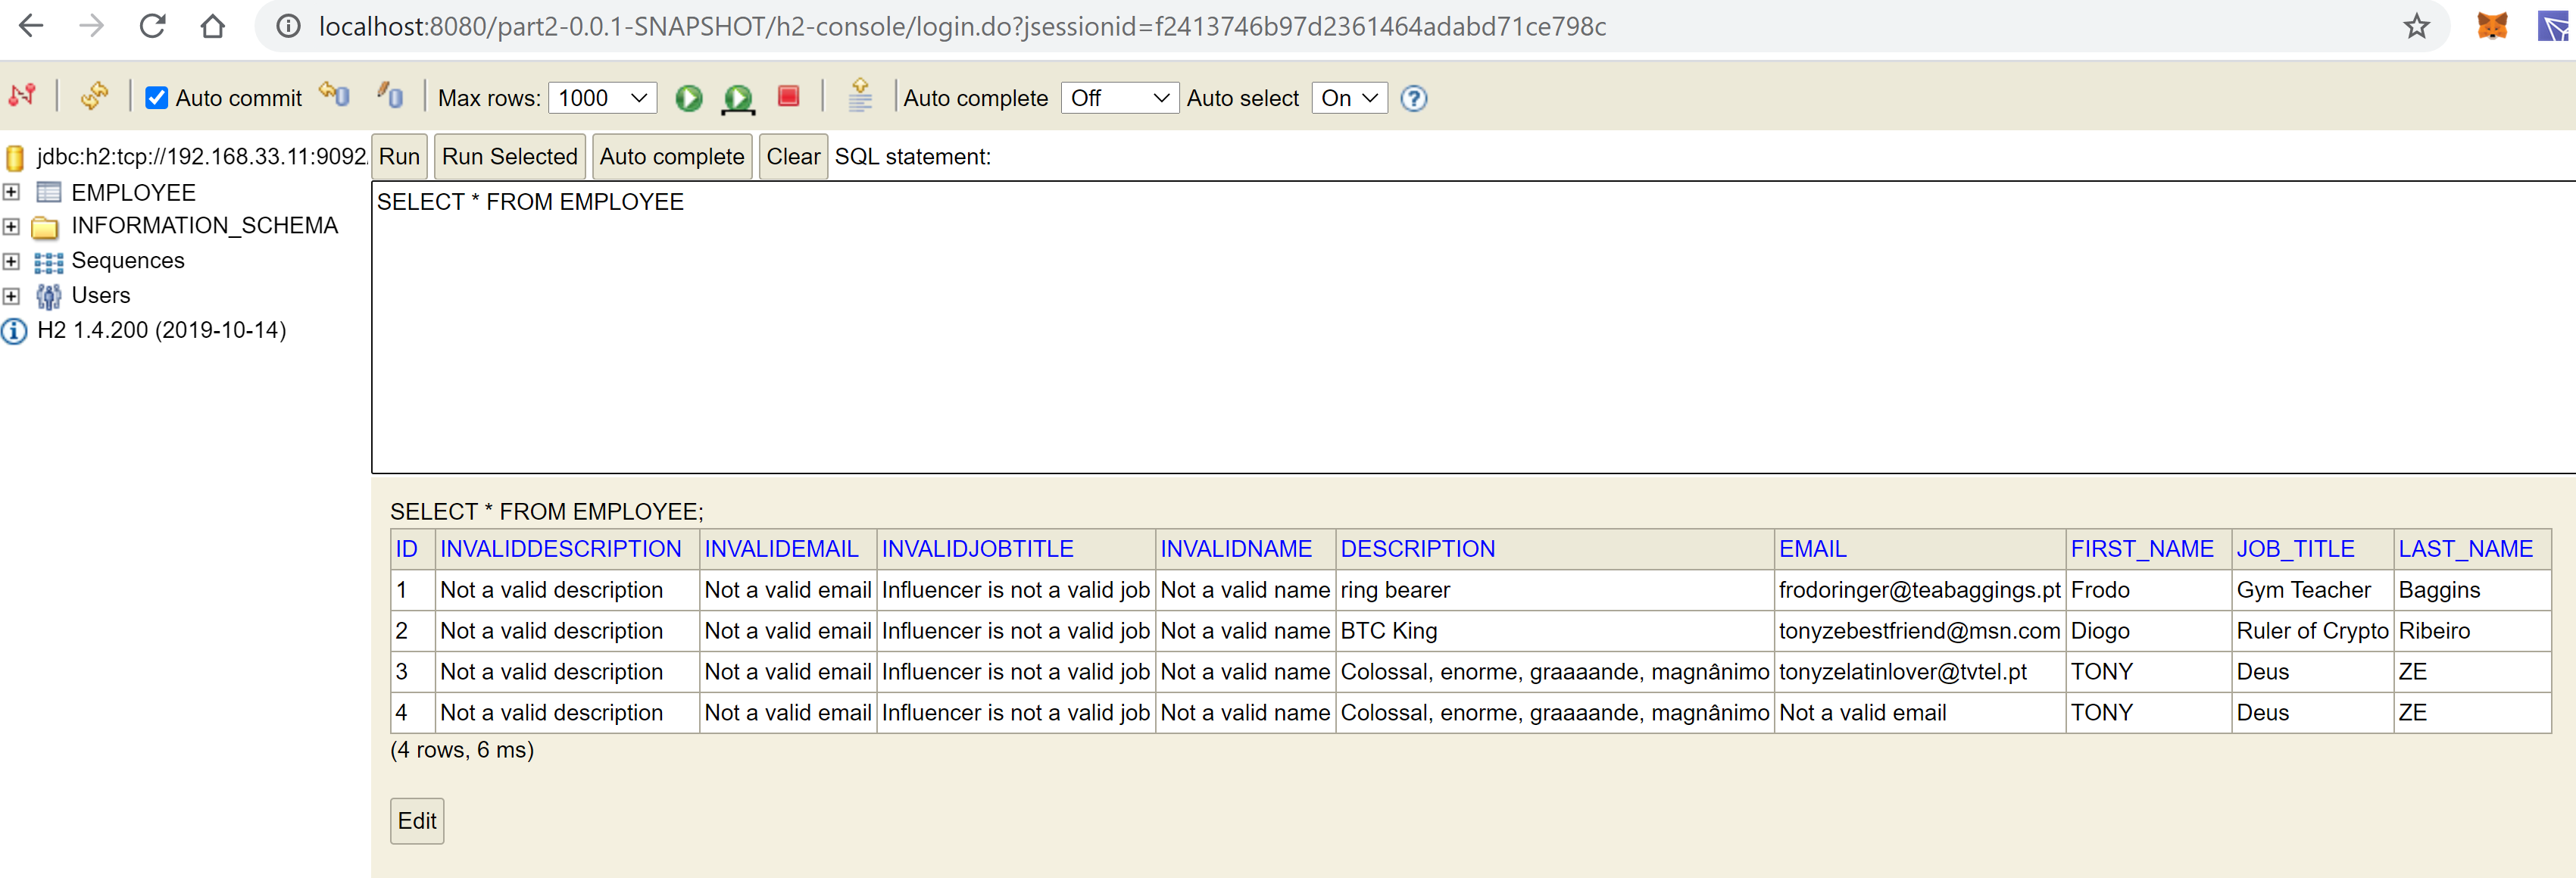 localhost:8080/part2-0.0.1-SNAPSHOT/h2-console/login.do?jsessionid=f2413746b97d2361464adabd71ce798c
Auto commit Max rows: 1000 Auto complete Off Auto select On
jdbc:h2:tcp://192.168.33.11:9092 Run Run Selected Auto complete Clear SQL statement:
EMPLOYEE
INFORMATION_SCHEMA
Sequences
Users
H2 1.4.200 (2019-10-14)
SELECT * FROM EMPLOYEE
SELECT * FROM EMPLOYEE;
ID INVALIDDESCRIPTION INVALIDEMAIL INVALIDJOBTITLE INVALIDNAME DESCRIPTION EMAIL FIRST_NAME JOB_TITLE LAST_NAME
1 Not a valid description Not a valid email Influencer is not a valid job Not a valid name ring bearer frodoringer@teabaggings.pt Frodo Gym Teacher Baggins
2 Not a valid description Not a valid email Influencer is not a valid job Not a valid name BTC King tonyzebestfriend@msn.com Diogo Ruler of Crypto Ribeiro
3 Not a valid description Not a valid email Influencer is not a valid job Not a valid name Colossal, enorme, graaaande, magnânimo tonyzelatinlover@tvtel.pt TONY Deus ZE
4 Not a valid description Not a valid email Influencer is not a valid job Not a valid name Colossal, enorme, graaaande, magnânimo Not a valid email TONY Deus ZE
(4 rows, 6 ms)
Edit